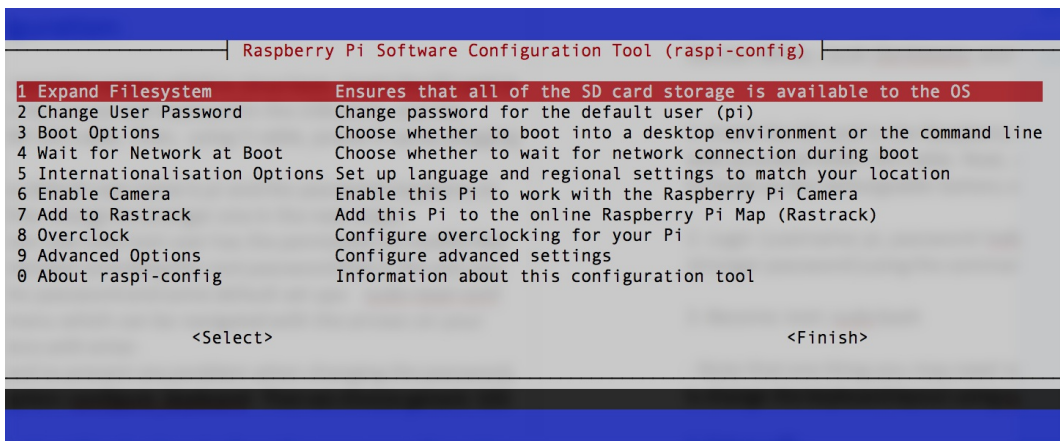 Raspberry Pi Software Configuration Tool (raspi-config)
1 Expand Filesystem Ensures that all of the SD card storage is available to the OS
2 Change User Password Change password for the default user (pi)
3 Boot Options Choose whether to boot into a desktop environment or the command line
4 Wait for Network at Boot Choose whether to wait for network connection during boot
5 Internationalisation Options Set up language and regional settings to match your location
6 Enable Camera Enable this Pi to work with the Raspberry Pi Camera
7 Add to Rastrack Add this Pi to the online Raspberry Pi Map (Rastrack)
8 Overclock Configure overclocking for your Pi
9 Advanced Options Configure advanced settings
0 About raspi-config Information about this configuration tool
<Select> <Finish>